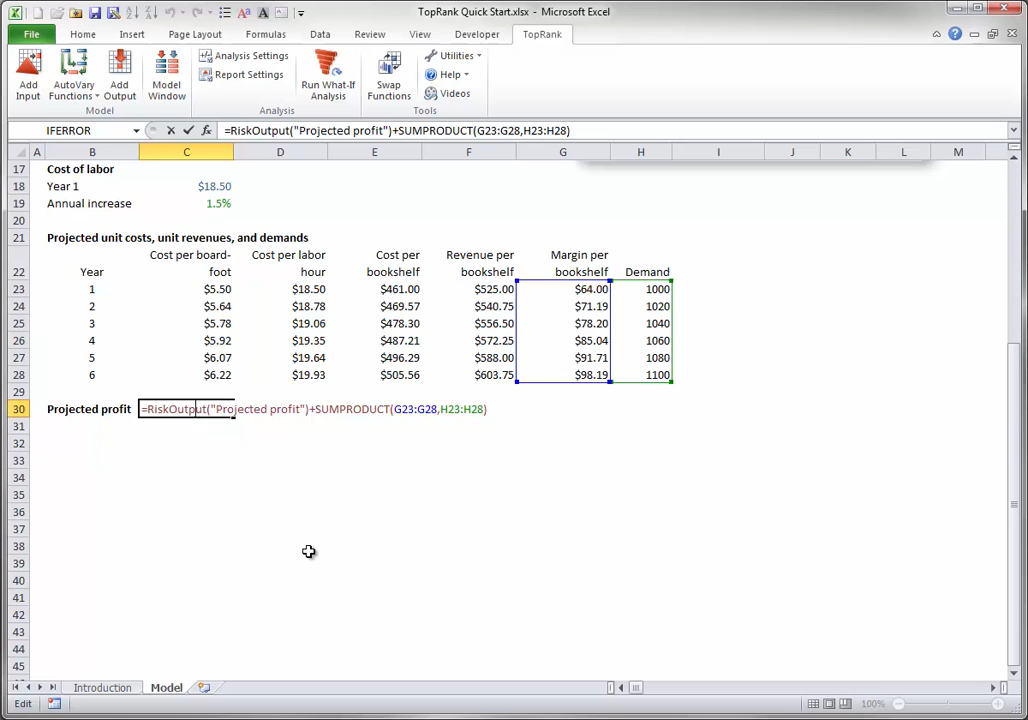 TopRank Quick Start.xlsx - Microsoft Excel
File Home Insert Page Layout Formulas Data Review View Developer TopRank
Add Input
AutoVary Functions
Add Output
Model Window
Model
Analysis Settings
Report Settings
Run What-If Analysis
Analysis
Swap Functions
Utilities
Help
Videos
Tools
IFERROR =RiskOutput("Projected profit")+SUMPRODUCT(G23:G28,H23:H28)
A B C D E F G H I J K L M
17 Cost of labor
18 Year 1 $18.50
19 Annual increase 1.5%
20
21 Projected unit costs, unit revenues, and demands
Cost per board- Cost per labor Cost per Revenue per Margin per
22 Year foot hour bookshelf bookshelf bookshelf Demand
23 1 $5.50 $18.50 $461.00 $525.00 $64.00 1000
24 2 $5.64 $18.78 $469.57 $540.75 $71.19 1020
25 3 $5.78 $19.06 $478.30 $556.50 $78.20 1040
26 4 $5.92 $19.35 $487.21 $572.25 $85.04 1060
27 5 $6.07 $19.64 $496.29 $588.00 $91.71 1080
28 6 $6.22 $19.93 $505.56 $603.75 $98.19 1100
29
30 Projected profit =RiskOutput("Projected profit")+SUMPRODUCT(G23:G28,H23:H28)
31
32
33
34
35
36
37
38
39
40
41
42
43
44
45
Introduction Model
Edit 100%